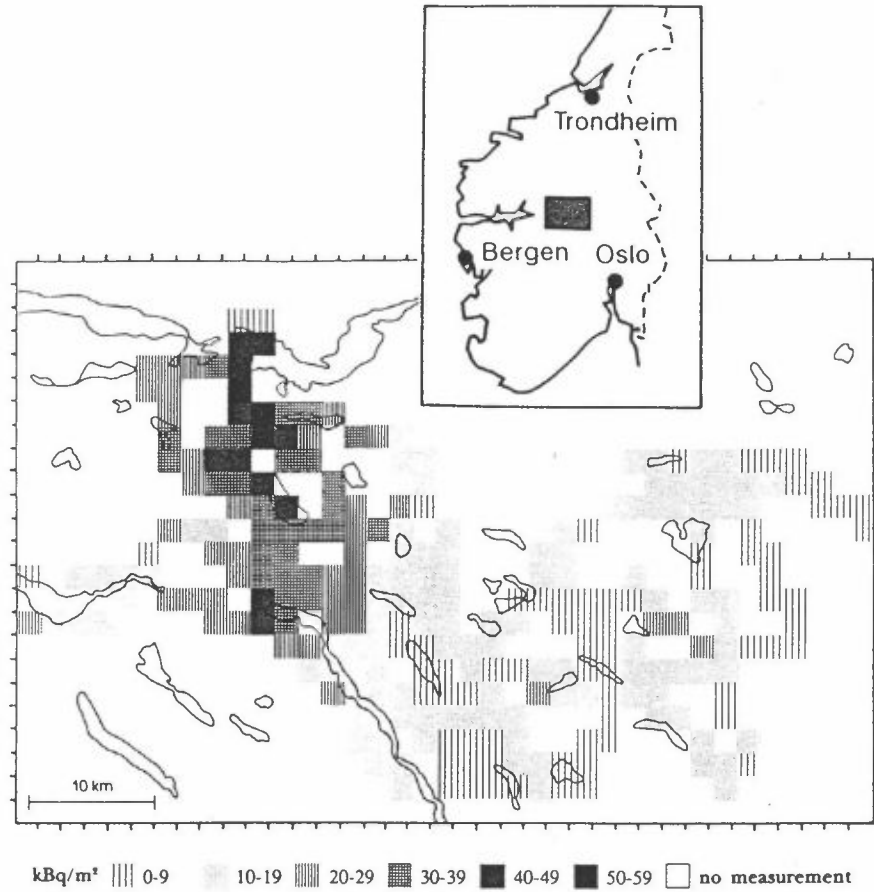 Trondheim
Bergen Oslo
10 km
kBq/m² 0-9 10-19 20-29 30-39 40-49 50-59 no measurement